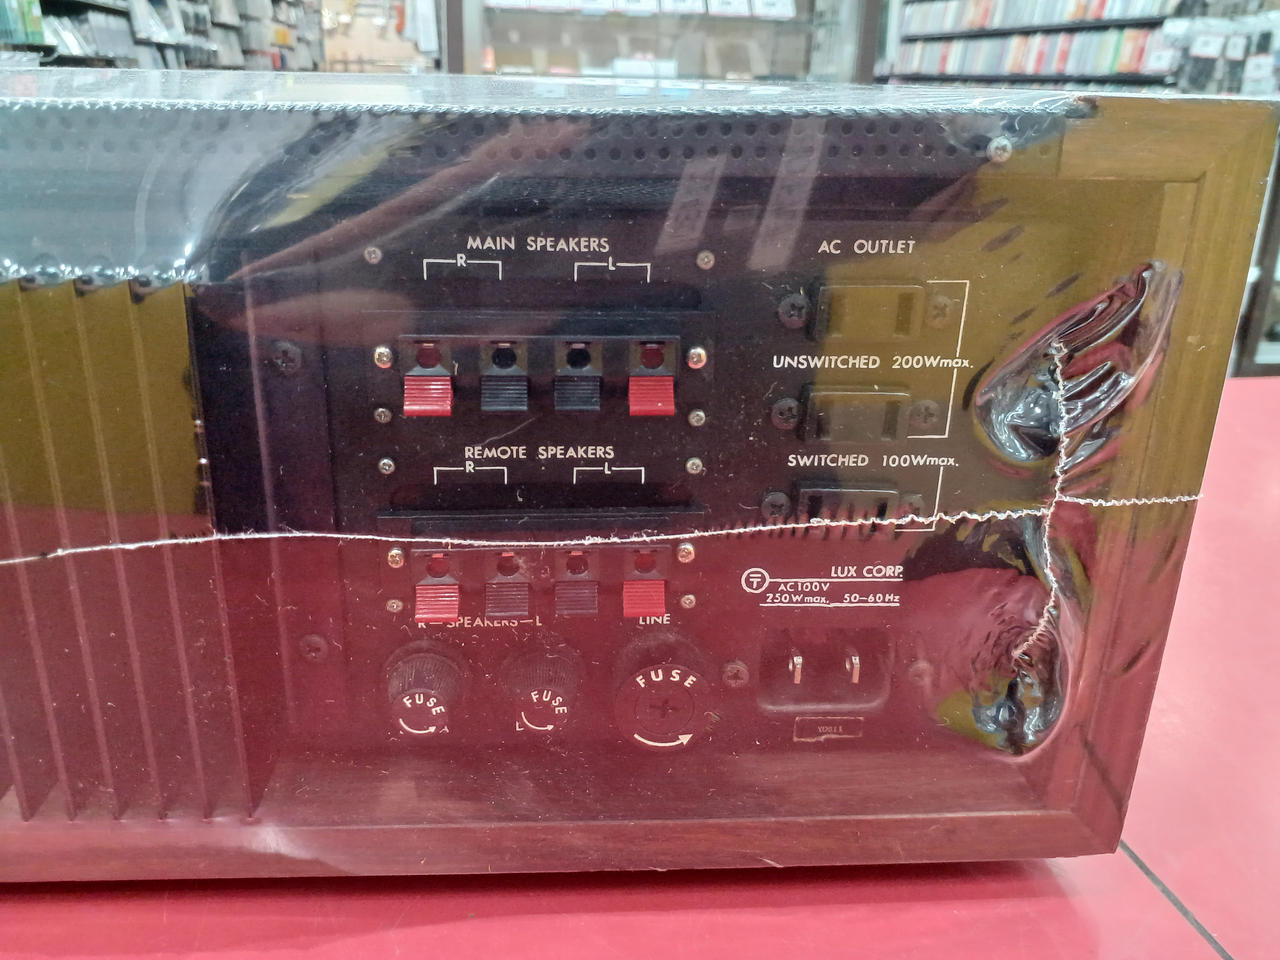 MAIN SPEAKERS
R
L
AC OUTLET
UNSWITCHED 200Wmax.
REMOTE SPEAKERS
R
L
SWITCHED 100Wmax.
T
LUX CORP.
AC100V
250Wmax. 50–60Hz
R—SPEAKERS—L
LINE
FUSE
FUSE
FUSE